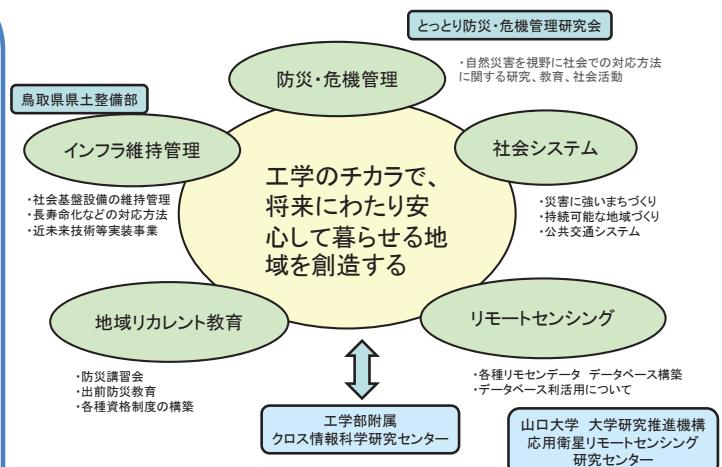 とっとり防災・危機管理研究会
・自然災害を視野に社会での対応方法
に関する研究、教育、社会活動
防災・危機管理
鳥取県県土整備部
インフラ維持管理
・社会基盤設備の維持管理
・長寿命化などの対応方法
・近未来技術等実装事業
社会システム
・災害に強いまちづくり
・持続可能な地域づくり
・公共交通システム
工学のチカラで、
将来にわたり安
心して暮らせる地
域を創造する
地域リカレント教育
・防災講習会
・出前防災教育
・各種資格制度の構築
リモートセンシング
・各種リモセンデータ データベース構築
・データベース利活用について
工学部附属
クロス情報科学研究センター
山口大学 大学研究推進機構
応用衛星リモートセンシング
研究センター